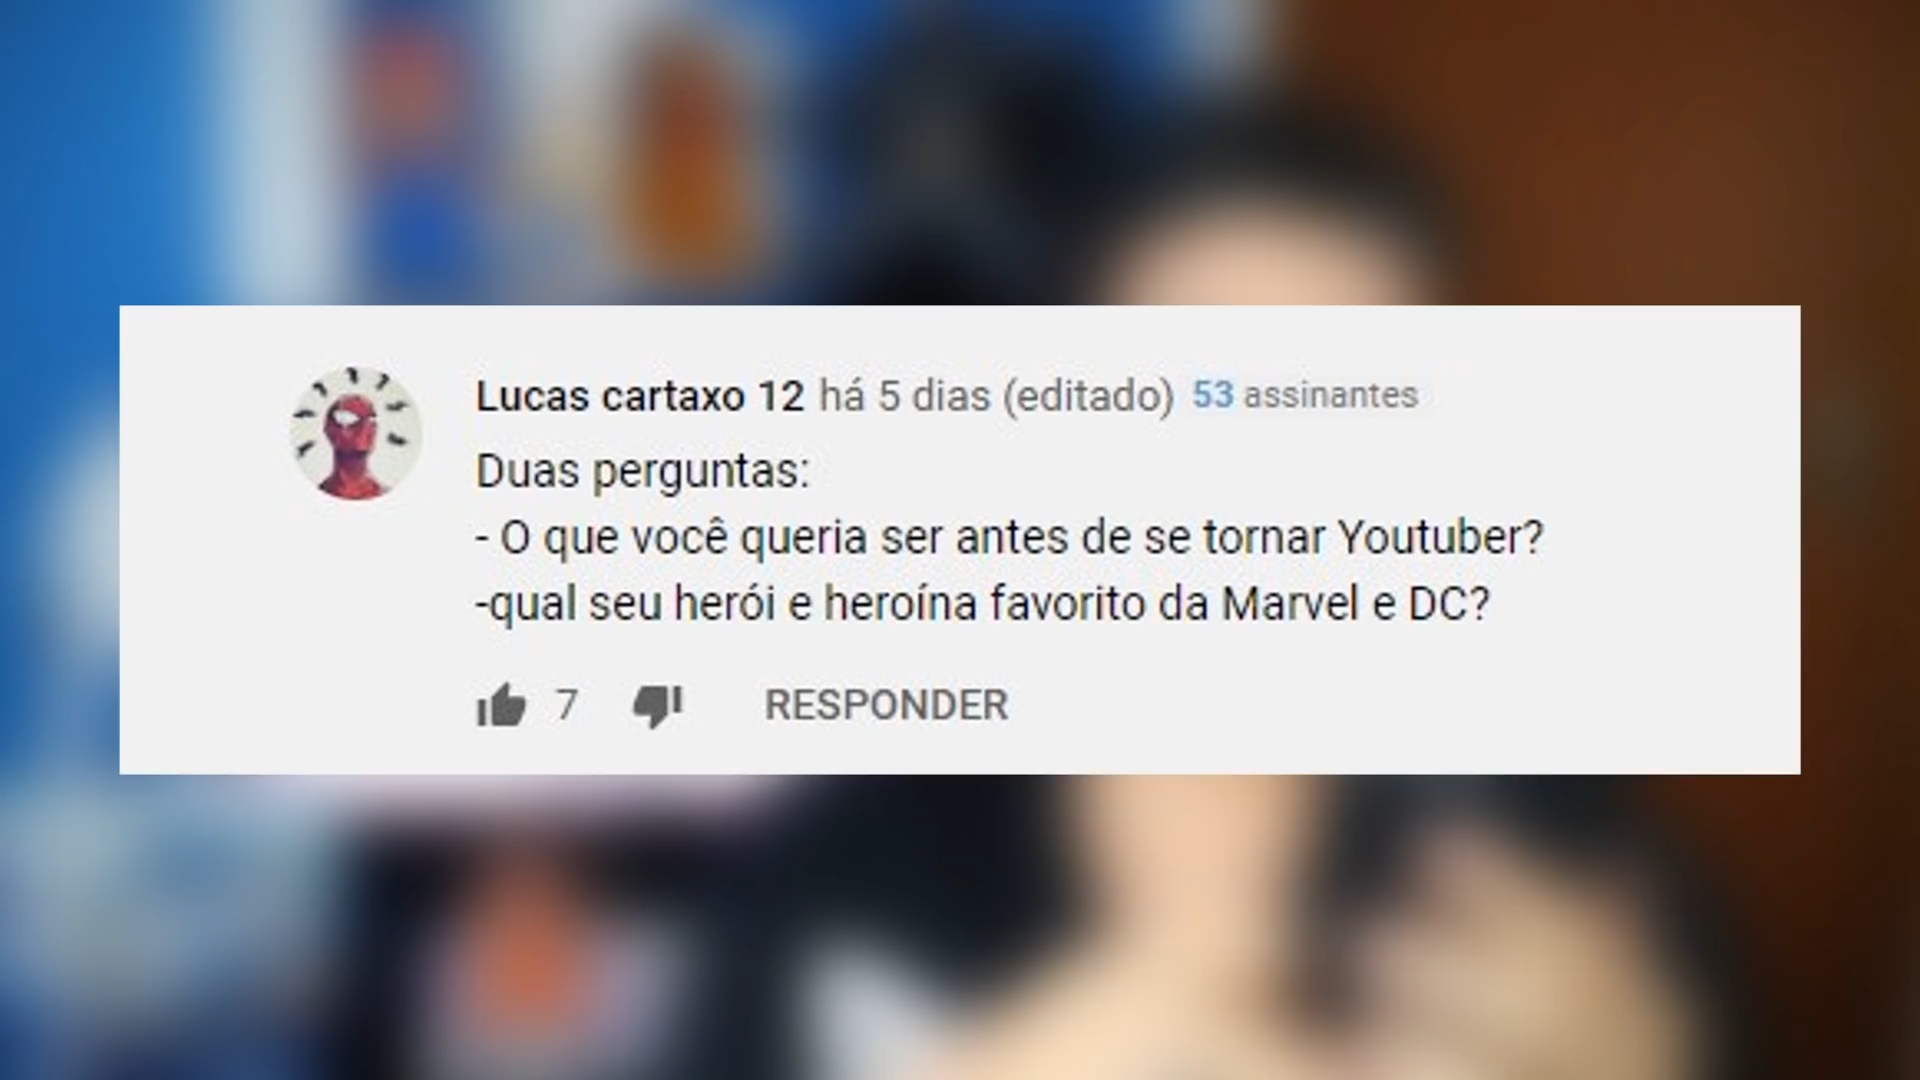 Lucas cartaxo 12 há 5 dias (editado) 53 assinantes
Duas perguntas:
- O que você queria ser antes de se tornar Youtuber?
-qual seu herói e heroína favorito da Marvel e DC?
7 RESPONDER